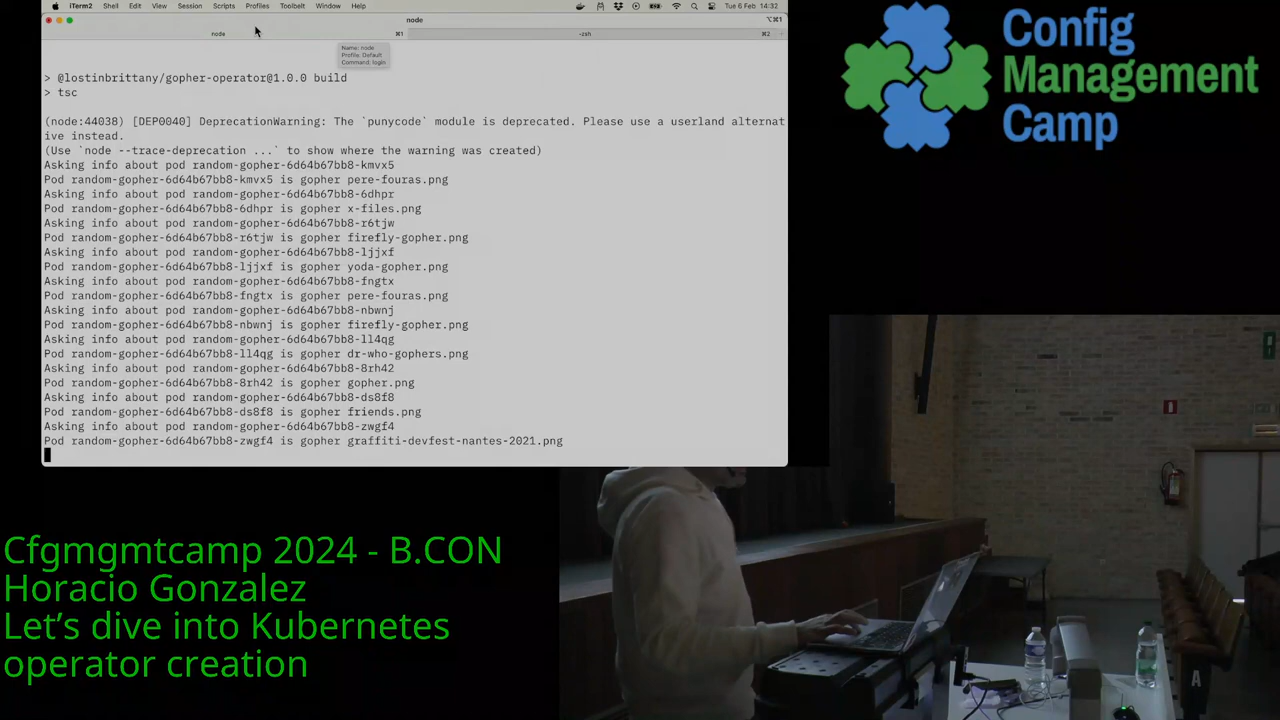 iTerm2 Shell Edit View Session Scripts Profiles Toolbelt Window Help
Tue 6 Feb 14:32
node
⌥⌘1
node ⌘1
-zsh ⌘2
Name: node
Profile: Default
Command: login
> @lostinbrittany/gopher-operator@1.0.0 build
> tsc
(node:44038) [DEP0040] DeprecationWarning: The `punycode` module is deprecated. Please use a userland alternat
ive instead.
(Use `node --trace-deprecation ...` to show where the warning was created)
Asking info about pod random-gopher-6d64b67bb8-kmvx5
Pod random-gopher-6d64b67bb8-kmvx5 is gopher pere-fouras.png
Asking info about pod random-gopher-6d64b67bb8-6dhpr
Pod random-gopher-6d64b67bb8-6dhpr is gopher x-files.png
Asking info about pod random-gopher-6d64b67bb8-r6tjw
Pod random-gopher-6d64b67bb8-r6tjw is gopher firefly-gopher.png
Asking info about pod random-gopher-6d64b67bb8-ljjxf
Pod random-gopher-6d64b67bb8-ljjxf is gopher yoda-gopher.png
Asking info about pod random-gopher-6d64b67bb8-fngtx
Pod random-gopher-6d64b67bb8-fngtx is gopher pere-fouras.png
Asking info about pod random-gopher-6d64b67bb8-nbwnj
Pod random-gopher-6d64b67bb8-nbwnj is gopher firefly-gopher.png
Asking info about pod random-gopher-6d64b67bb8-ll4qg
Pod random-gopher-6d64b67bb8-ll4qg is gopher dr-who-gophers.png
Asking info about pod random-gopher-6d64b67bb8-8rh42
Pod random-gopher-6d64b67bb8-8rh42 is gopher gopher.png
Asking info about pod random-gopher-6d64b67bb8-ds8f8
Pod random-gopher-6d64b67bb8-ds8f8 is gopher friends.png
Asking info about pod random-gopher-6d64b67bb8-zwgf4
Pod random-gopher-6d64b67bb8-zwgf4 is gopher graffiti-devfest-nantes-2021.png
Config
Management
Camp
A
Cfgmgmtcamp 2024 - B.CON
Horacio Gonzalez
Let's dive into Kubernetes
operator creation